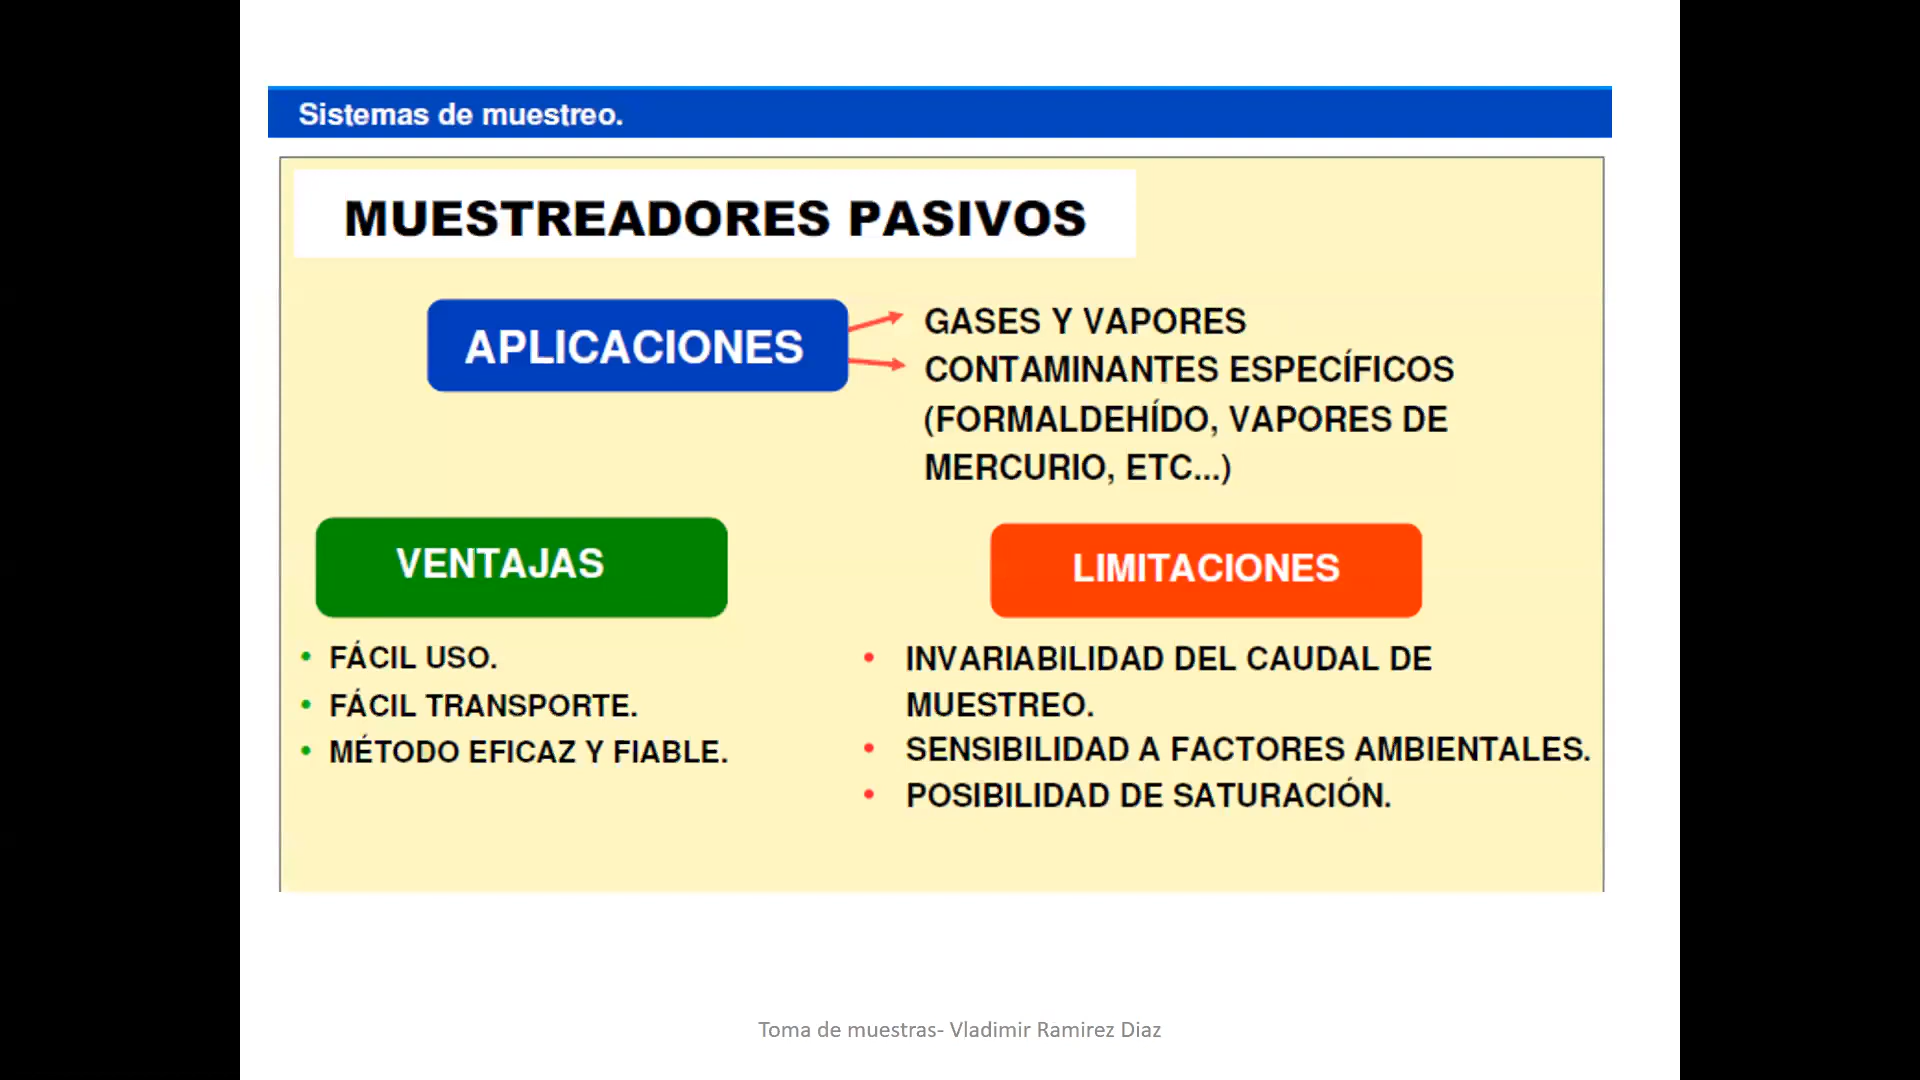 Sistemas de muestreo.
MUESTREADORES PASIVOS
APLICACIONES
GASES Y VAPORES
CONTAMINANTES ESPECÍFICOS
(FORMALDEHÍDO, VAPORES DE
MERCURIO, ETC...)
VENTAJAS
• FÁCIL USO.
• FÁCIL TRANSPORTE.
• MÉTODO EFICAZ Y FIABLE.
LIMITACIONES
• INVARIABILIDAD DEL CAUDAL DE
MUESTREO.
• SENSIBILIDAD A FACTORES AMBIENTALES.
• POSIBILIDAD DE SATURACIÓN.
Toma de muestras- Vladimir Ramirez Diaz